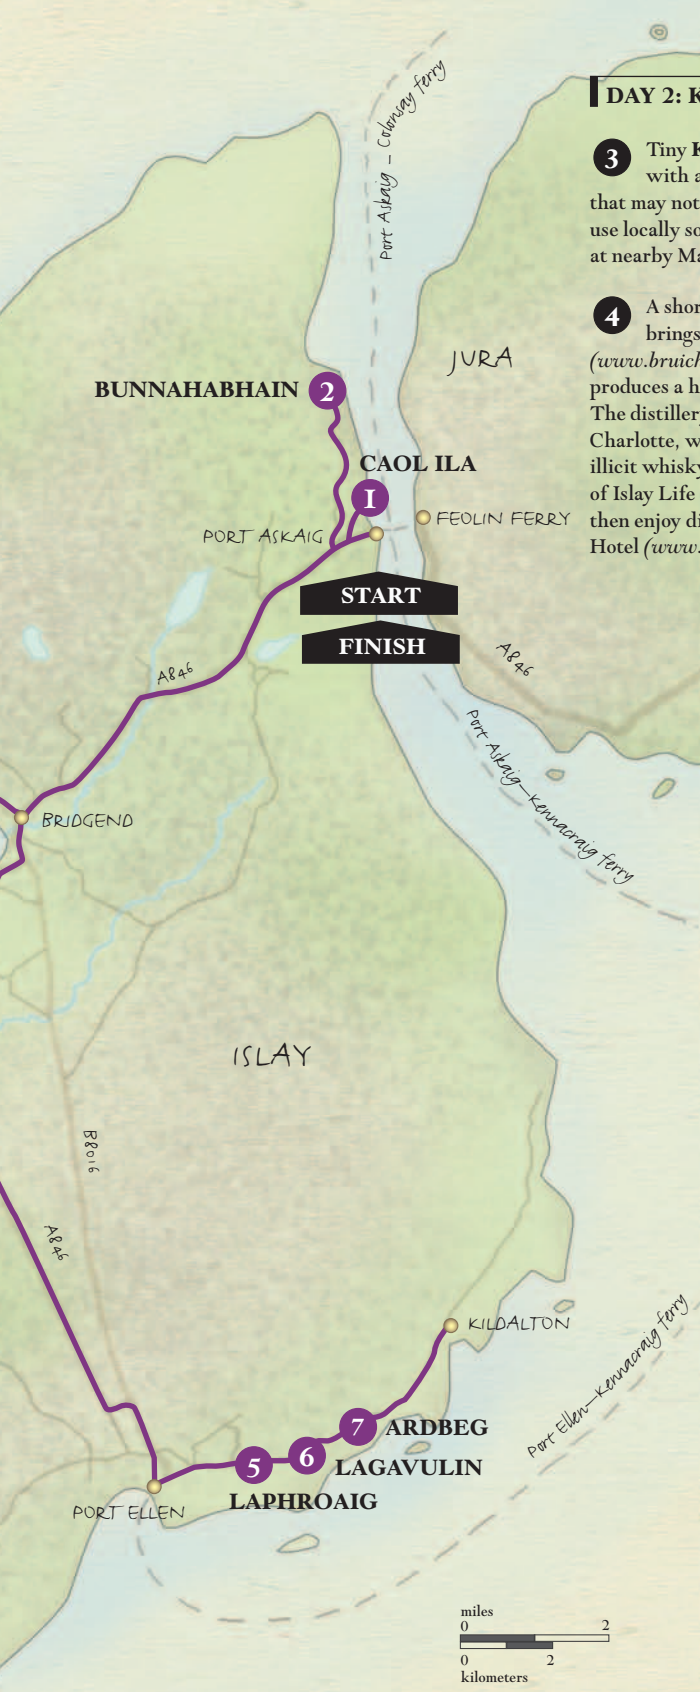 Port Askaig – Colonsay ferry
DAY 2: K
3 Tiny K
with a
that may not
use locally so
at nearby Ma
4 A shor
brings
(www.bruich
produces a h
The distiller
Charlotte, w
illicit whisky
of Islay Life
then enjoy di
Hotel (www.
JURA
BUNNAHABHAIN 2
CAOL ILA
1
FEOLIN FERRY
PORT ASKAIG
START
FINISH
A846
A846
Port Askaig–Kennacraig ferry
BRIDGEND
ISLAY
B8016
A846
KILDALTON
Port Ellen–Kennacraig ferry
7 ARDBEG
6 LAGAVULIN
5
LAPHROAIG
PORT ELLEN
miles
0 2
0 2
kilometers